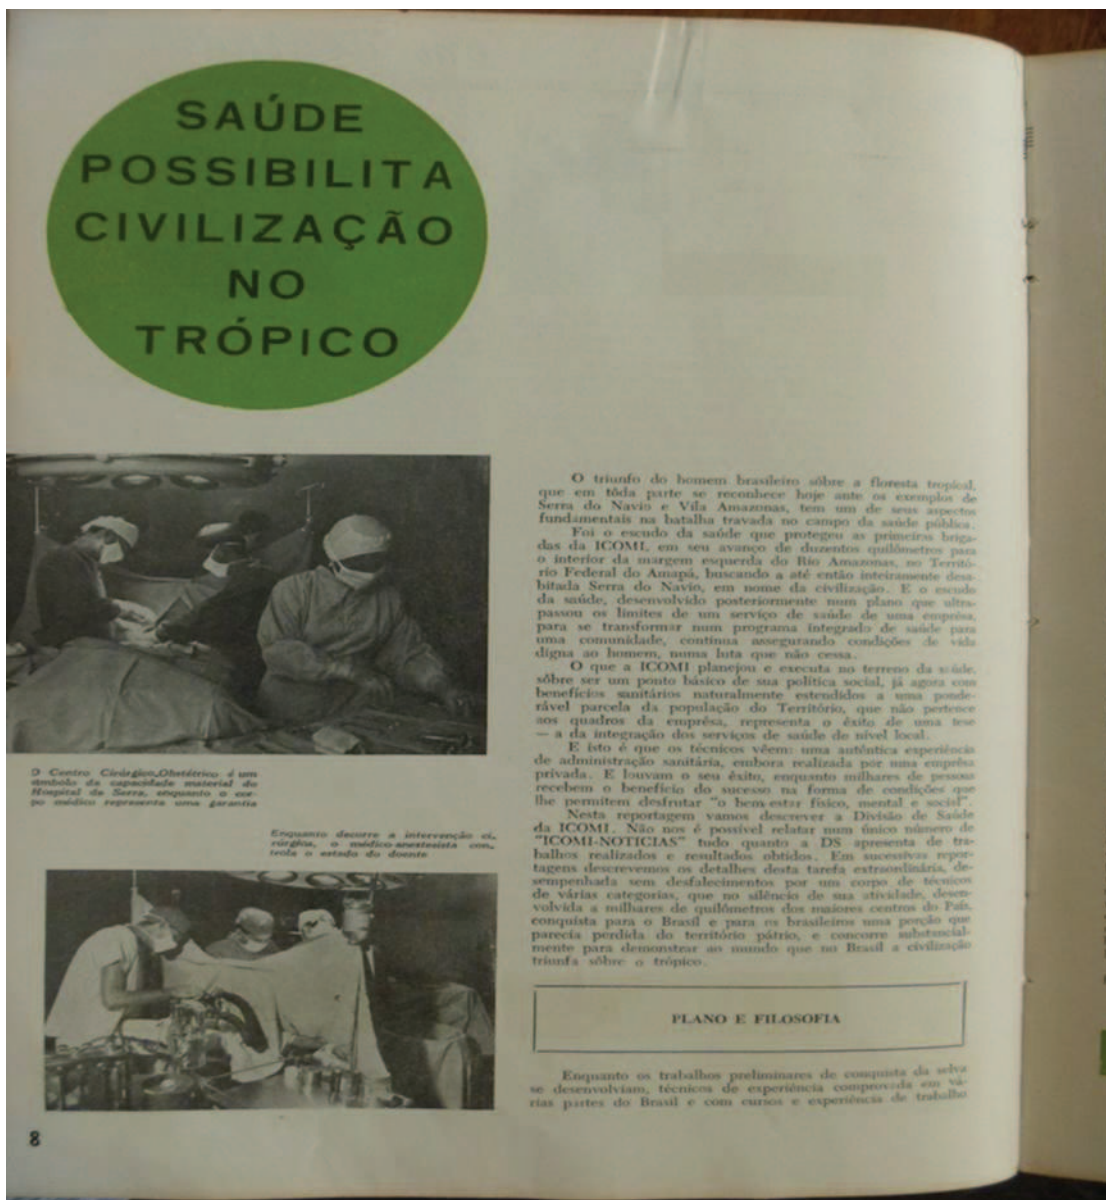 SAÚDE
POSSIBILITA
CIVILIZAÇÃO
NO
TRÓPICO
O Centro Cirúrgico_Obstétrico é um
símbolo da capacidade material do
Hospital da Serra, enquanto o cor-
po médico representa uma garantia
Enquanto decorre a intervenção ci_
rúrgica, o médico-anestesista con_
trola o estado do doente
O triunfo do homem brasileiro sôbre a floresta tropical,
que em tôda parte se reconhece hoje ante os exemplos de
Serra do Navio e Vila Amazonas, tem um de seus aspectos
fundamentais na batalha travada no campo da saúde pública.
Foi o escudo da saúde que protegeu as primeiras briga-
das da ICOMI, em seu avanço de duzentos quilômetros para
o interior da margem esquerda do Rio Amazonas, no Territó-
rio Federal do Amapá, buscando a até então inteiramente desa-
bitada Serra do Navio, em nome da civilização. E o escudo
da saúde, desenvolvido posteriormente num plano que ultra-
passou os limites de um serviço de saúde de uma emprêsa,
para se transformar num programa integrado de saúde para
uma comunidade, continua assegurando condições de vida
digna ao homem, numa luta que não cessa.
O que a ICOMI planejou e executa no terreno da saúde,
sôbre ser um ponto básico de sua política social, já agora com
benefícios sanitários naturalmente estendidos a uma ponde-
rável parcela da população do Território, que não pertence
aos quadros da emprêsa, representa o êxito de uma tese
— a da integração dos serviços de saúde de nível local.
E isto é que os técnicos vêem: uma autêntica experiência
de administração sanitária, embora realizada por uma emprêsa
privada. E louvam o seu êxito, enquanto milhares de pessoas
recebem o benefício do sucesso na forma de condições que
lhe permitem desfrutar "o bem-estar físico, mental e social".
Nesta reportagem vamos descrever a Divisão de Saúde
da ICOMI. Não nos é possível relatar num único número de
"ICOMI-NOTICIAS" tudo quanto a DS apresenta de tra-
balhos realizados e resultados obtidos. Em sucessivas repor-
tagens descrevemos os detalhes desta tarefa extraordinária, de-
sempenhada sem desfalecimentos por um corpo de técnicos
de várias categorias, que no silêncio de sua atividade, desen-
volvida a milhares de quilômetros dos maiores centros do País,
conquista para o Brasil e para os brasileiros uma porção que
parecia perdida do território pátrio, e concorre substancial-
mente para demonstrar ao mundo que no Brasil a civilização
triunfa sôbre o trópico.
PLANO E FILOSOFIA
Enquanto os trabalhos preliminares de conquista da selva
se desenvolviam, técnicos de experiência comprovada em vá-
rias partes do Brasil e com cursos e experiência de trabalho
8